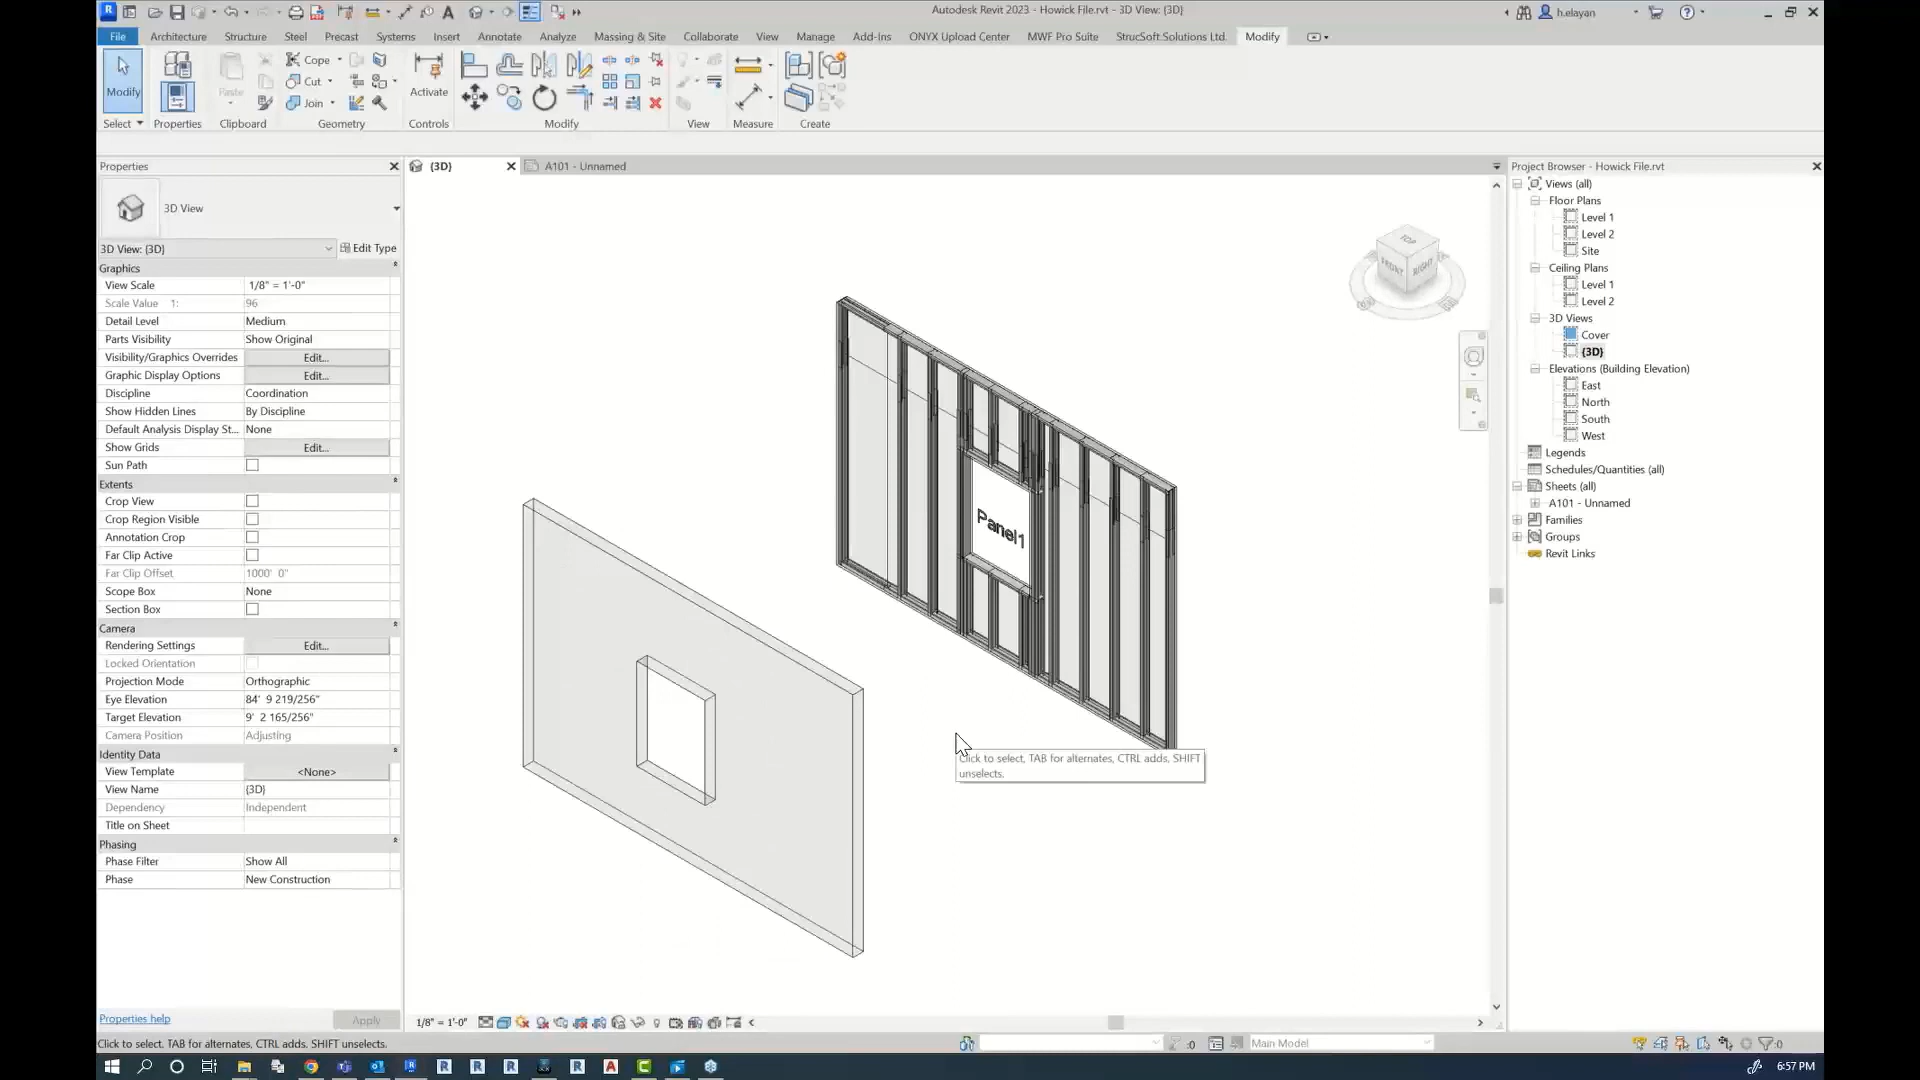 Autodesk Revit 2023 - Howick File.rvt - 3D View: {3D}
h.elayan
File Architecture Structure Steel Precast Systems Insert Annotate Analyze Massing & Site Collaborate View Manage Add-Ins ONYX Upload Center MWF Pro Suite StrucSoft Solutions Ltd. Modify
Modify
Paste
Cope
Cut
Join
Activate
Select Properties Clipboard Geometry Controls Modify View Measure Create
Properties
3D View
3D View: {3D}
Edit Type
Graphics
View Scale 1/8" = 1'-0"
Scale Value 1: 96
Detail Level Medium
Parts Visibility Show Original
Visibility/Graphics Overrides Edit...
Graphic Display Options Edit...
Discipline Coordination
Show Hidden Lines By Discipline
Default Analysis Display St... None
Show Grids Edit...
Sun Path
Extents
Crop View
Crop Region Visible
Annotation Crop
Far Clip Active
Far Clip Offset 1000' 0"
Scope Box None
Section Box
Camera
Rendering Settings Edit...
Locked Orientation
Projection Mode Orthographic
Eye Elevation 84' 9 219/256"
Target Elevation 9' 2 165/256"
Camera Position Adjusting
Identity Data
View Template <None>
View Name {3D}
Dependency Independent
Title on Sheet
Phasing
Phase Filter Show All
Phase New Construction
Properties help
Apply
{3D}
A101 - Unnamed
TOP
FRONT
RIGHT
Panel1
Click to select, TAB for alternates, CTRL adds, SHIFT
unselects.
1/8" = 1'-0"
Project Browser - Howick File.rvt
Views (all)
Floor Plans
Level 1
Level 2
Site
Ceiling Plans
Level 1
Level 2
3D Views
Cover
{3D}
Elevations (Building Elevation)
East
North
South
West
Legends
Schedules/Quantities (all)
Sheets (all)
A101 - Unnamed
Families
Groups
Revit Links
Click to select, TAB for alternates, CTRL adds, SHIFT unselects.
:0
Main Model
:0
6:57 PM